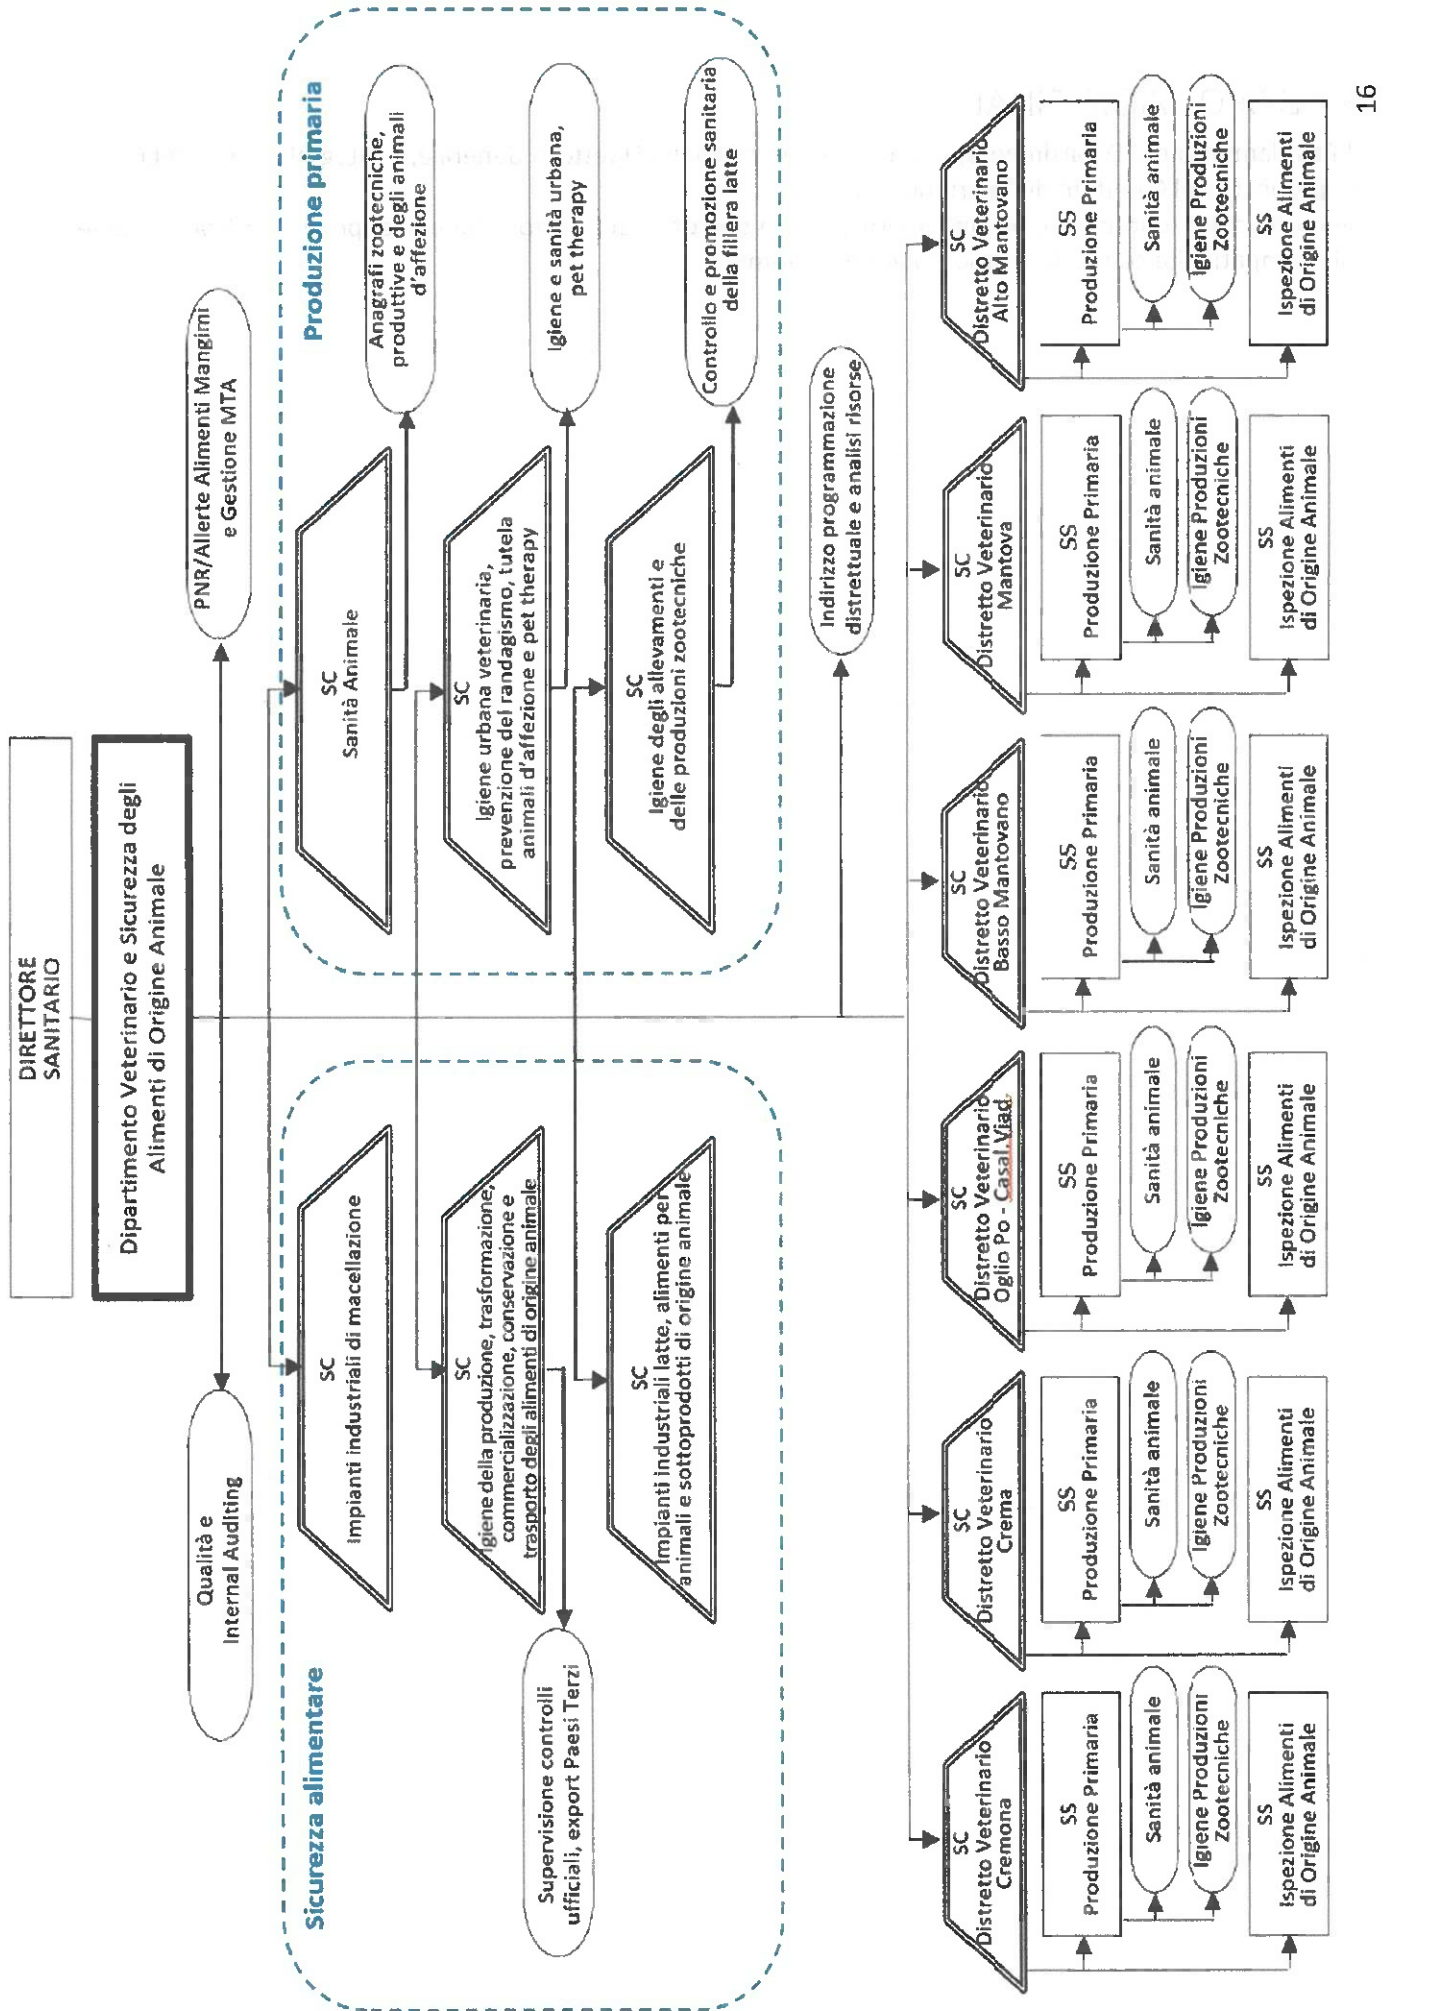 DIRETTORE
SANITARIO
Dipartimento Veterinario e Sicurezza degli
Alimenti di Origine Animale
Qualità e
Internal Auditing
PNR/Allerte Alimenti Mangimi
e Gestione MTA
Sicurezza alimentare
SC
Impianti industriali di macellazione
SC
Igiene della produzione, trasformazione,
commercializzazione, conservazione e
trasporto degli alimenti di origine animale
Supervisione controlli
ufficiali, export Paesi Terzi
SC
Impianti industriali latte, alimenti per
animali e sottoprodotti di origine animale
Produzione primaria
SC
Sanità Animale
Anagrafi zootecniche,
produttive e degli animali
d'affezione
SC
Igiene urbana veterinaria,
prevenzione del randagismo, tutela
animali d'affezione e pet therapy
Igiene e sanità urbana,
pet therapy
SC
Igiene degli allevamenti e
delle produzioni zootecniche
Controllo e promozione sanitaria
della filiera latte
Indirizzo programmazione
distrettuale e analisi risorse
SC
Distretto Veterinario
Cremona
SS
Produzione Primaria
Sanità animale
Igiene Produzioni
Zootecniche
SS
Ispezione Alimenti
di Origine Animale
SC
Distretto Veterinario
Crema
SS
Produzione Primaria
Sanità animale
Igiene Produzioni
Zootecniche
SS
Ispezione Alimenti
di Origine Animale
SC
Distretto Veterinario
Oglio Po - Casal.Viad.
SS
Produzione Primaria
Sanità animale
Igiene Produzioni
Zootecniche
SS
Ispezione Alimenti
di Origine Animale
SC
Distretto Veterinario
Basso Mantovano
SS
Produzione Primaria
Sanità animale
Igiene Produzioni
Zootecniche
SS
Ispezione Alimenti
di Origine Animale
SC
Distretto Veterinario
Mantova
SS
Produzione Primaria
Sanità animale
Igiene Produzioni
Zootecniche
SS
Ispezione Alimenti
di Origine Animale
SC
Distretto Veterinario
Alto Mantovano
SS
Produzione Primaria
Sanità animale
Igiene Produzioni
Zootecniche
SS
Ispezione Alimenti
di Origine Animale
16